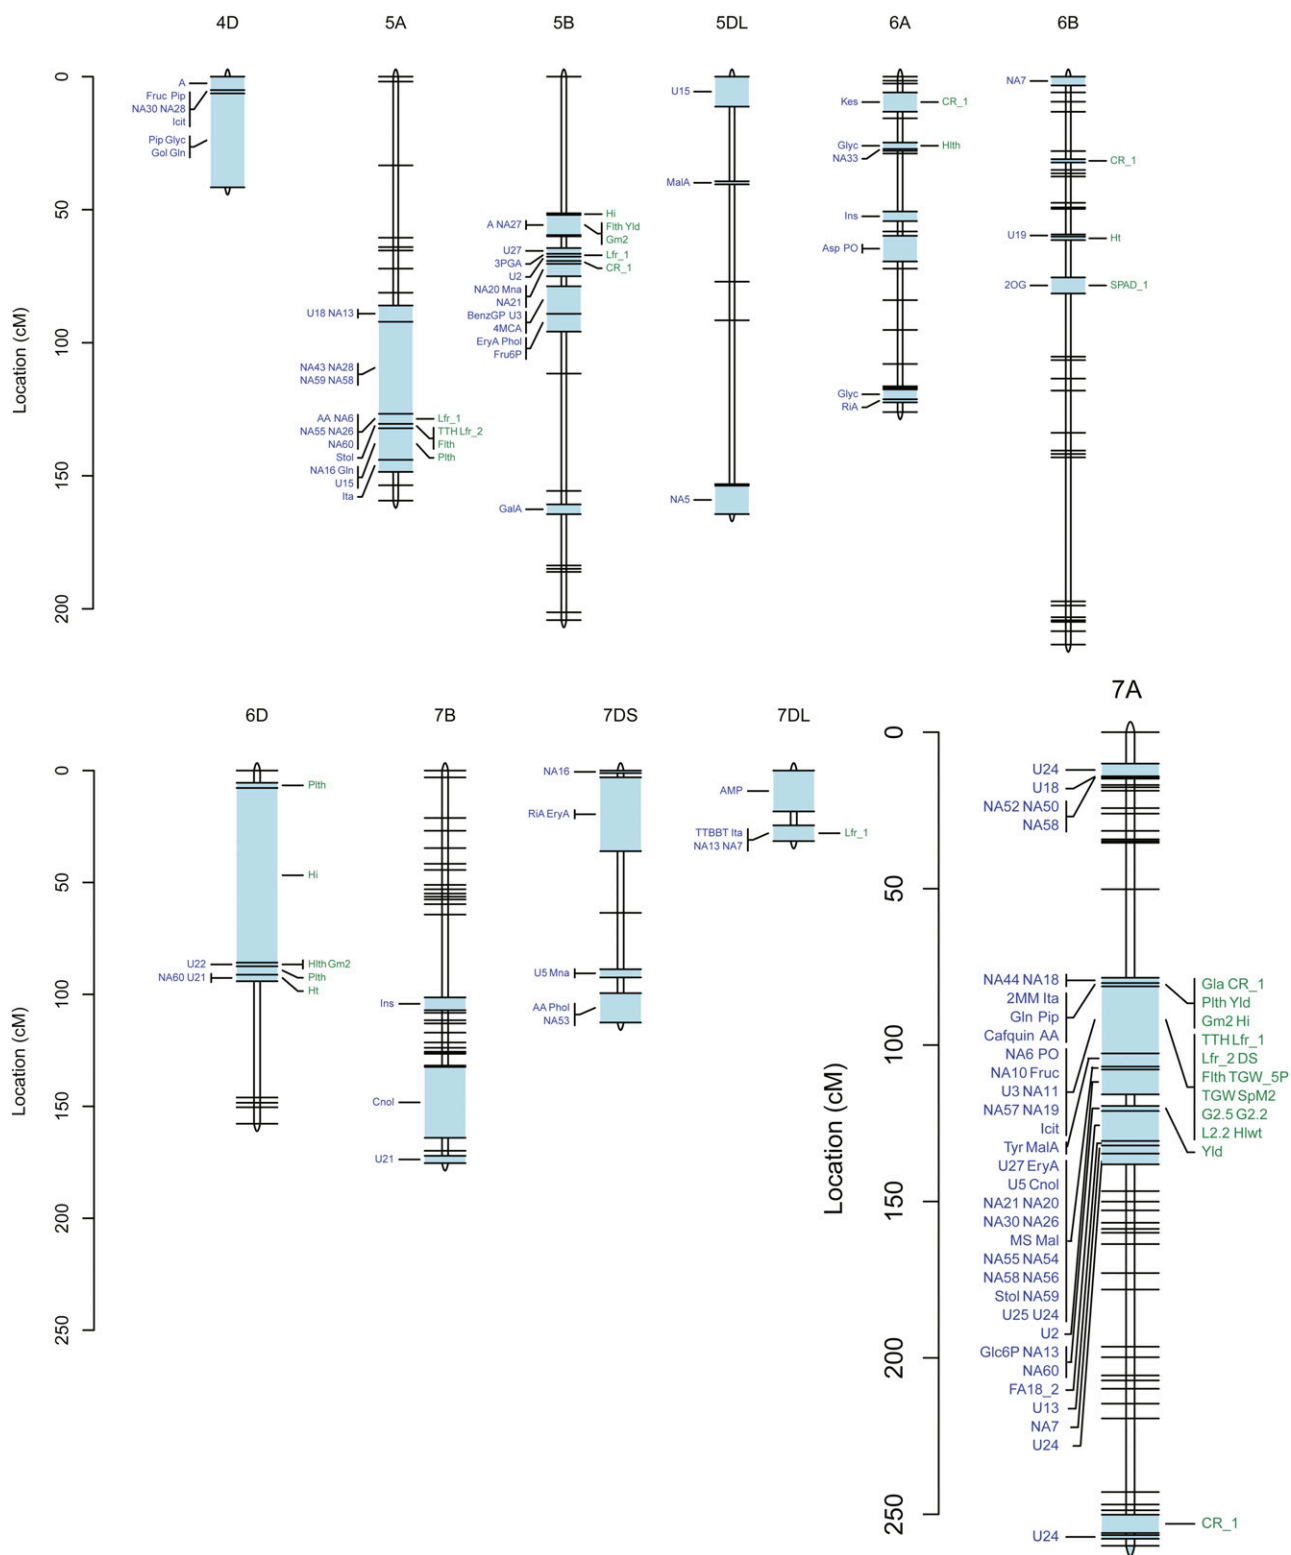 4D
5A
5B
5DL
6A
6B
Location (cM)
0
50
100
150
200
A
Fruc Pip
NA30 NA28
Icit
Pip Glyc
Gol Gln
U18 NA13
NA43 NA28
NA59 NA58
AA NA6
NA55 NA26
NA60
Stol
NA16 Gln
U15
Ita
Lfr_1
TTH Lfr_2
Flth
Plth
A NA27
U27
3PGA
U2
NA20 Mna
NA21
BenzGP U3
4MCA
EryA Phol
Fru6P
GalA
Hi
Flth Yld
Gm2
Lfr_1
CR_1
U15
MalA
NA5
Kes
Glyc
NA33
Ins
Asp PO
Glyc
RiA
CR_1
Hlth
NA7
U19
2OG
CR_1
Ht
SPAD_1
6D
7B
7DS
7DL
Location (cM)
0
50
100
150
200
250
U22
NA60 U21
Plth
Hi
Hlth Gm2
Plth
Ht
Ins
Cnol
U21
NA16
RiA EryA
U5 Mna
AA Phol
NA53
AMP
TTBBT Ita
NA13 NA7
Lfr_1
7A
Location (cM)
0
50
100
150
200
250
U24
U18
NA52 NA50
NA58
NA44 NA18
2MM Ita
Gln Pip
Cafquin AA
NA6 PO
NA10 Fruc
U3 NA11
NA57 NA19
Icit
Tyr MalA
U27 EryA
U5 Cnol
NA21 NA20
NA30 NA26
MS Mal
NA55 NA54
NA58 NA56
Stol NA59
U25 U24
U2
Glc6P NA13
NA60
FA18_2
U13
NA7
U24
U24
Gla CR_1
Plth Yld
Gm2 Hi
TTH Lfr_1
Lfr_2 DS
Flth TGW_5P
TGW SpM2
G2.5 G2.2
L2.2 Hlwt
Yld
CR_1